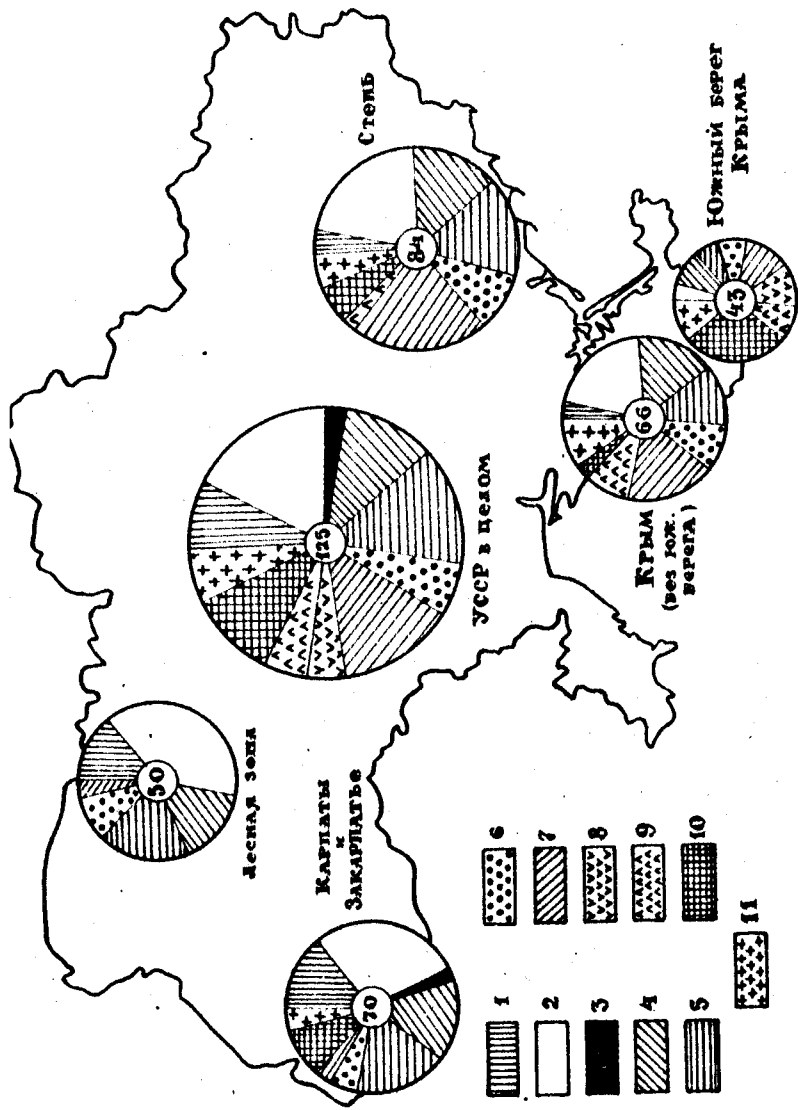 Степь
84
Южный берег
Крыма
45
66
Крым
(без юж.
берега)
УССР в целом
125
Лесная зона
50
Карпаты
и
Закарпатье
70
1
2
3
4
5
6
7
8
9
10
11